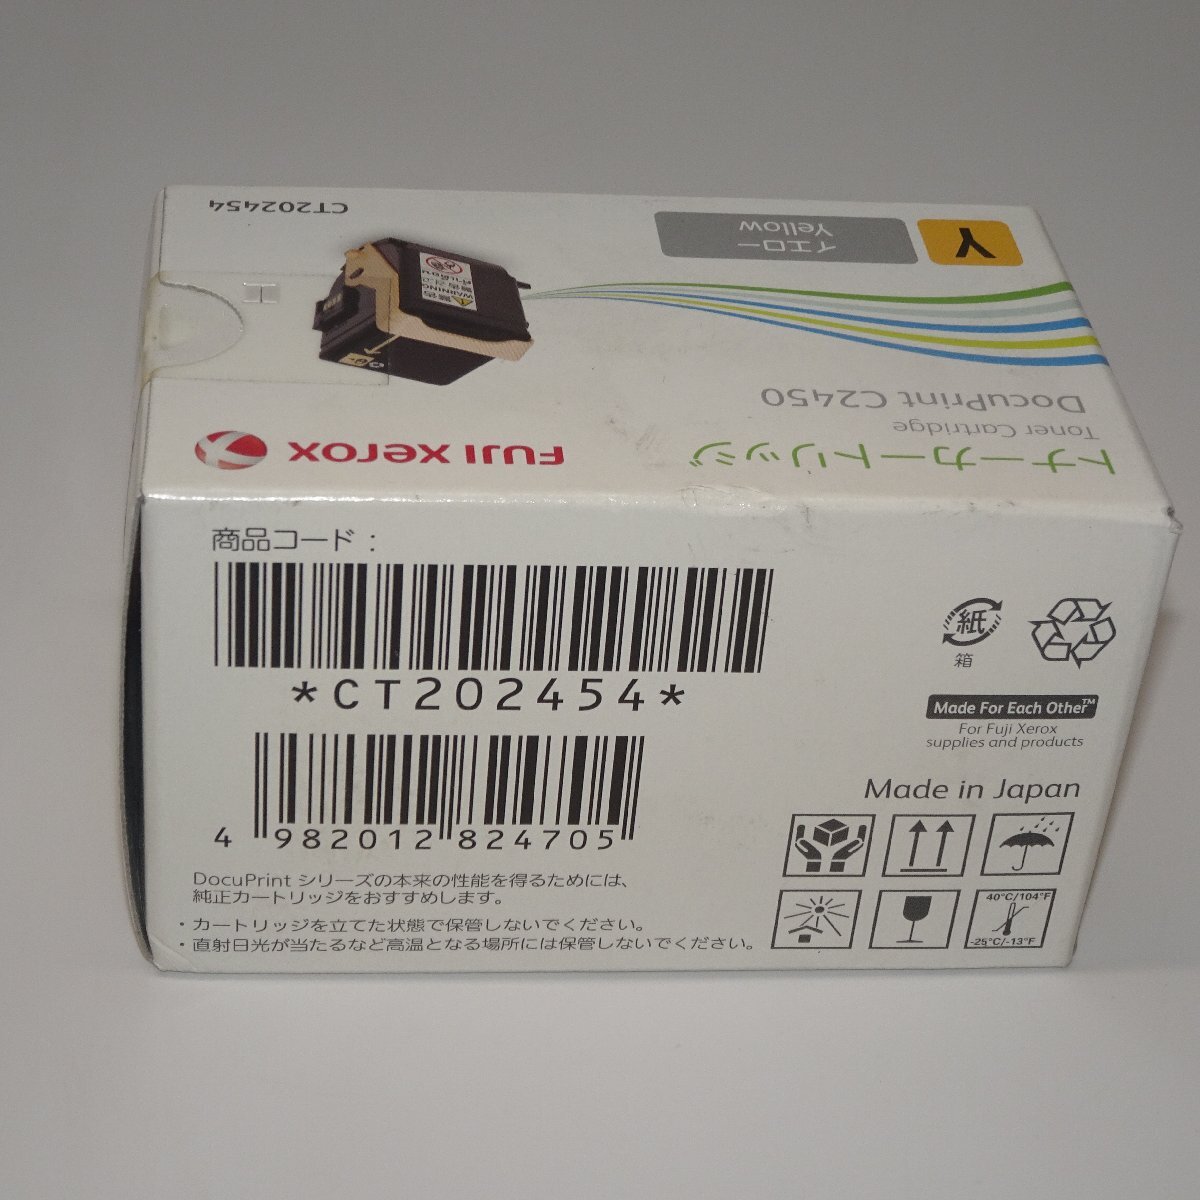 CT202454
イエロー
Yellow
Y
WARNING
警告
DocuPrint C2450
Toner Cartridge
トナーカートリッジ
FUJI XEROX
商品コード :
*CT202454*
4 982012 824705
DocuPrint シリーズの本来の性能を得るためには、
純正カートリッジをおすすめします。
・カートリッジを立てた状態で保管しないでください。
・直射日光が当たるなど高温となる場所には保管しないでください。
紙
箱
Made For Each Other™
For Fuji Xerox
supplies and products
Made in Japan
40°C/104°F
-25°C/-13°F